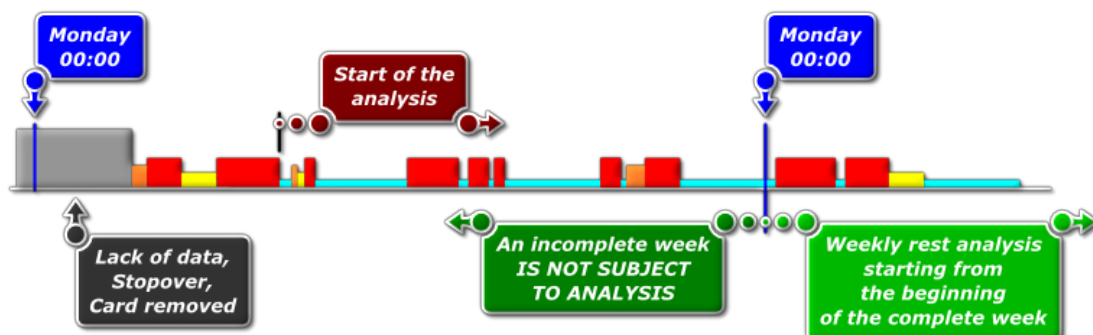 Monday
00:00
Monday
00:00
Start of the
analysis
Lack of data,
Stopover,
Card removed
An incomplete week
IS NOT SUBJECT
TO ANALYSIS
Weekly rest analysis
starting from
the beginning
of the complete week